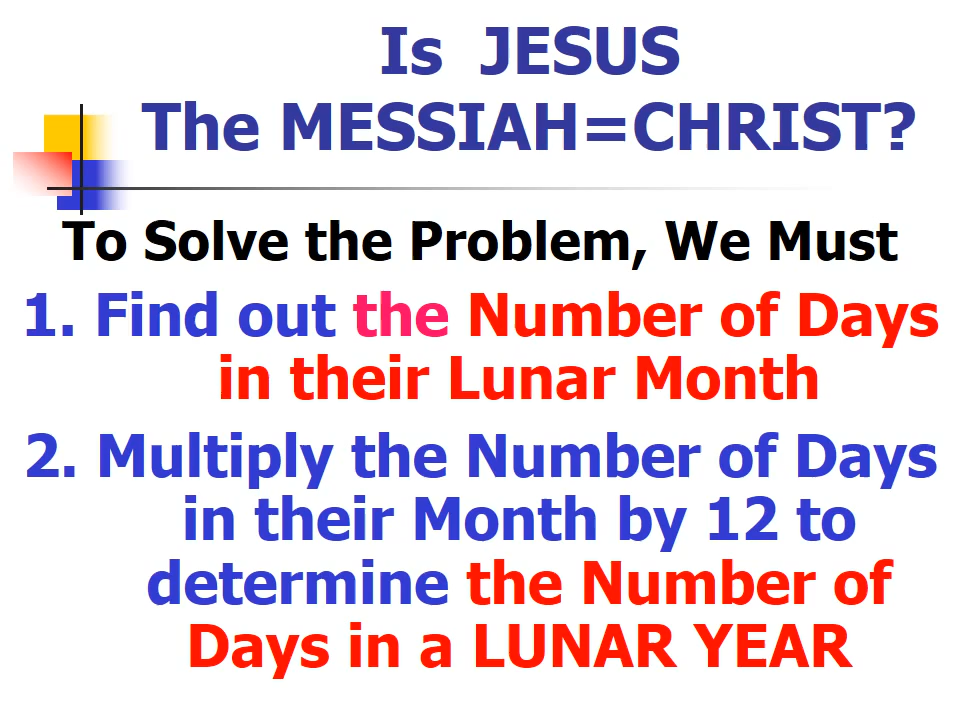 Is JESUS
The MESSIAH=CHRIST?
To Solve the Problem, We Must
1. Find out the Number of Days
in their Lunar Month
2. Multiply the Number of Days
in their Month by 12 to
determine the Number of
Days in a LUNAR YEAR